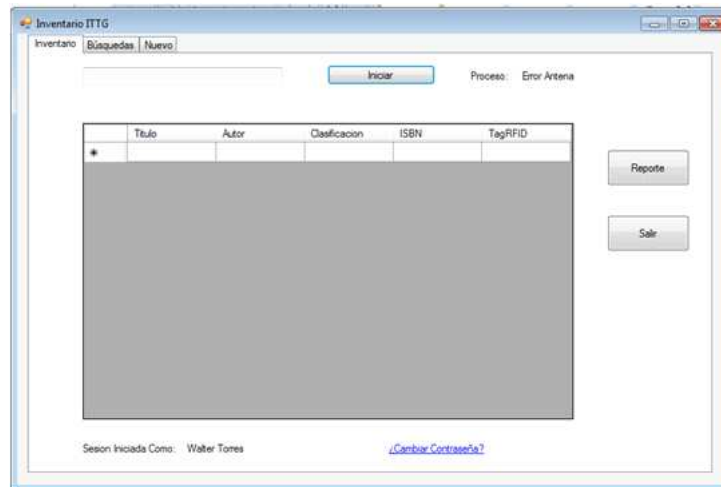 Inventario ITTG
Inventario Búsquedas Nuevo
Iniciar Proceso: Error Antena
Titulo Autor Clasificacion ISBN TagRFID
Reporte
Salir
Sesion Iniciada Como: Walter Torres ¿Cambiar Contraseña?